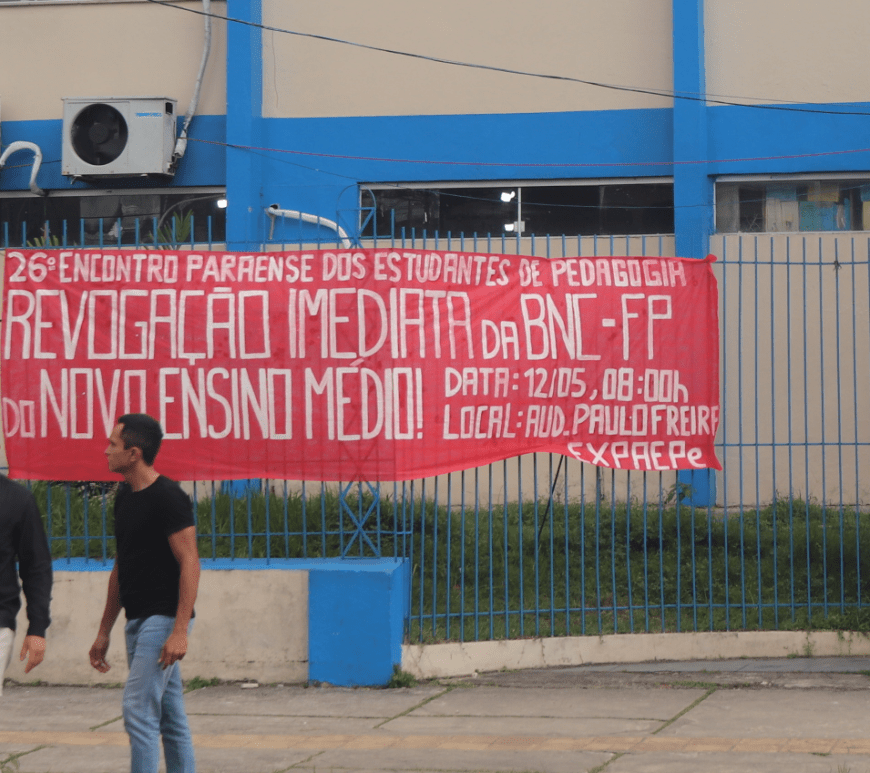 26º ENCONTRO PARAENSE DOS ESTUDANTES DE PEDAGOGIA
REVOGAÇÃO IMEDIATA DA BNC-FP
DO NOVO ENSINO MÉDIO!
DATA: 12/05, 08:00h
LOCAL: AUD. PAULO FREIRE
EXPAEPe